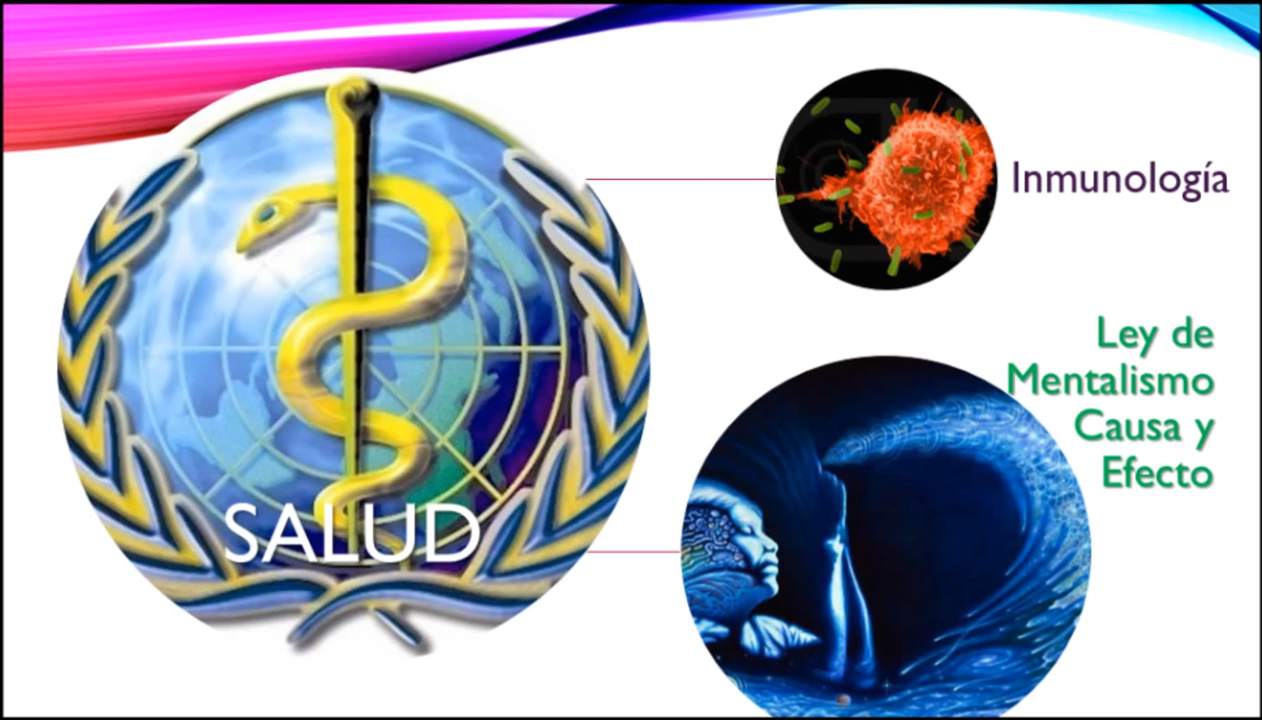 SALUD
Inmunología
Ley de
Mentalismo
Causa y
Efecto